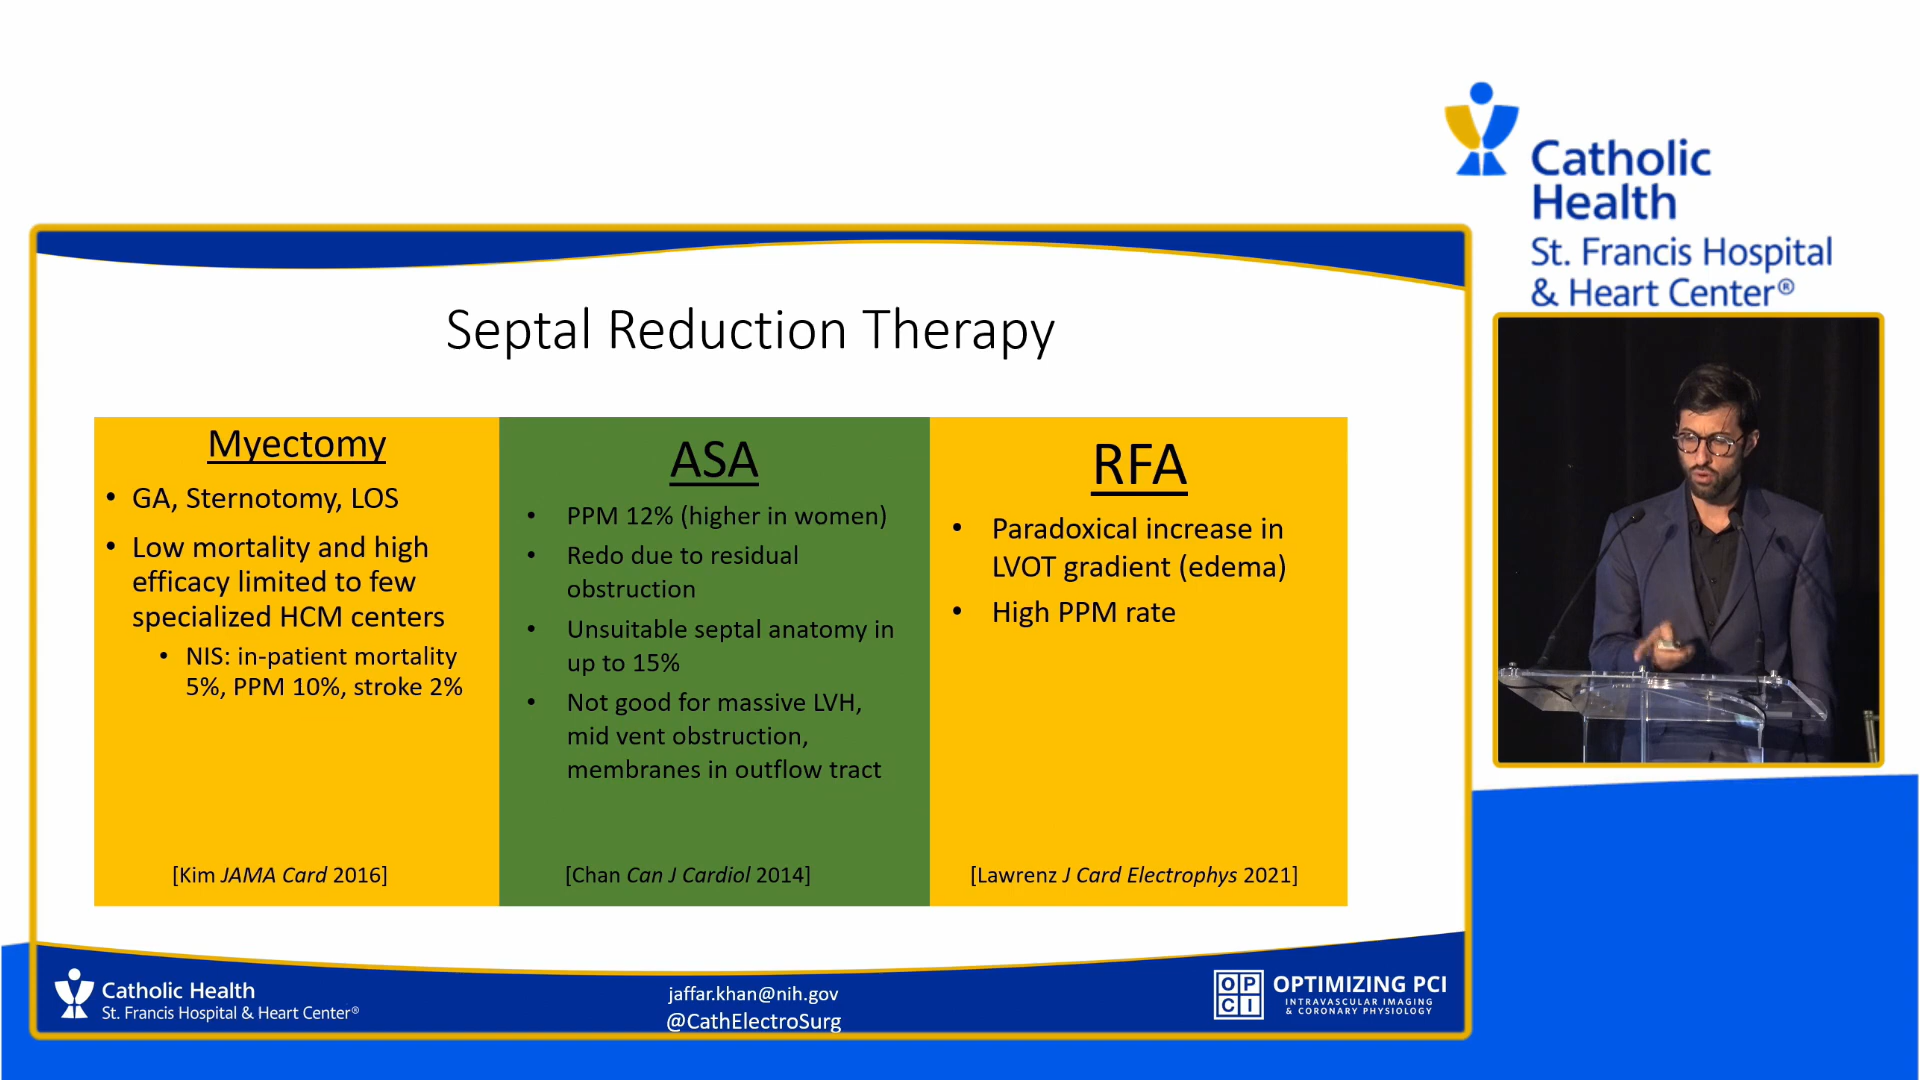 Catholic
Health
St. Francis Hospital
& Heart Center®
Septal Reduction Therapy
Myectomy
• GA, Sternotomy, LOS
• Low mortality and high
efficacy limited to few
specialized HCM centers
• NIS: in-patient mortality
5%, PPM 10%, stroke 2%
[Kim JAMA Card 2016]
ASA
• PPM 12% (higher in women)
• Redo due to residual
obstruction
• Unsuitable septal anatomy in
up to 15%
• Not good for massive LVH,
mid vent obstruction,
membranes in outflow tract
[Chan Can J Cardiol 2014]
RFA
• Paradoxical increase in
LVOT gradient (edema)
• High PPM rate
[Lawrenz J Card Electrophys 2021]
Catholic Health
St. Francis Hospital & Heart Center®
jaffar.khan@nih.gov
@CathElectroSurg
OP
CI
OPTIMIZING PCI
INTRAVASCULAR IMAGING
& CORONARY PHYSIOLOGY